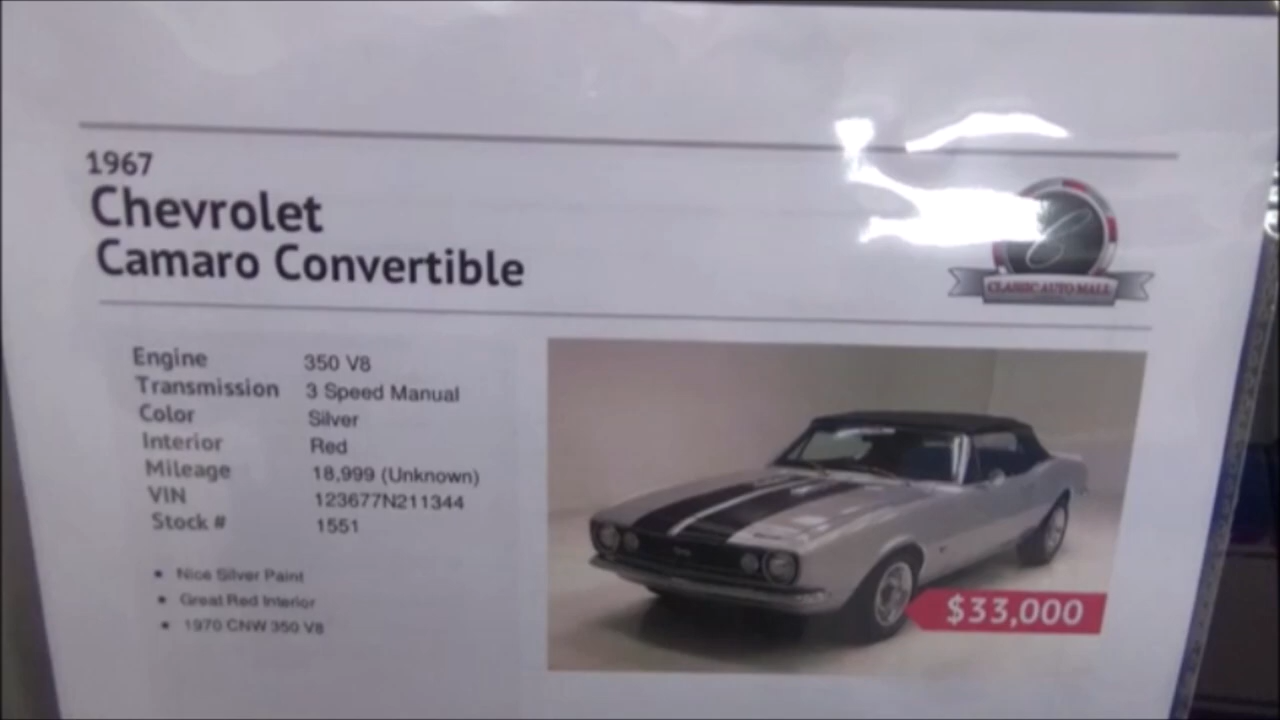 1967
Chevrolet
Camaro Convertible
CLASSIC AUTO MALL
Engine 350 V8
Transmission 3 Speed Manual
Color Silver
Interior Red
Mileage 18,999 (Unknown)
VIN 123677N211344
Stock # 1551
• Nice Silver Paint
• Great Red Interior
• 1970 CNW 350 V8
$33,000